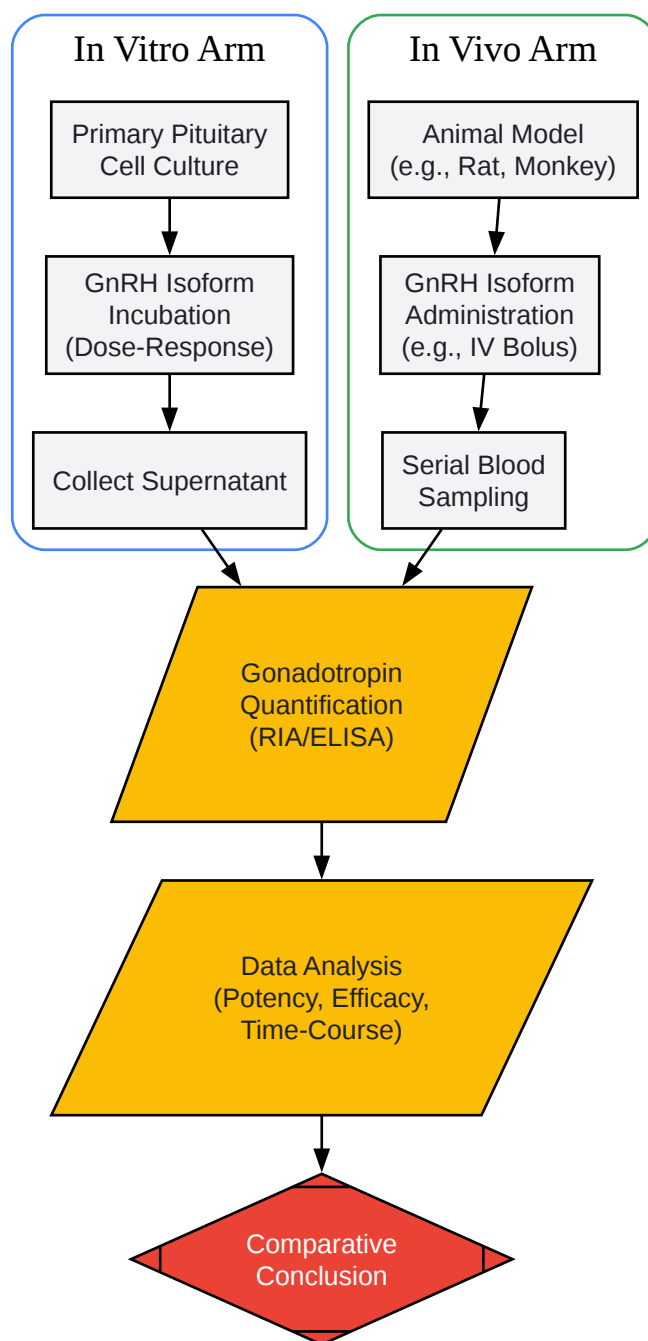 In Vitro Arm
Primary Pituitary
Cell Culture
GnRH Isoform
Incubation
(Dose-Response)
Collect Supernatant
In Vivo Arm
Animal Model
(e.g., Rat, Monkey)
GnRH Isoform
Administration
(e.g., IV Bolus)
Serial Blood
Sampling
Gonadotropin
Quantification
(RIA/ELISA)
Data Analysis
(Potency, Efficacy,
Time-Course)
Comparative
Conclusion